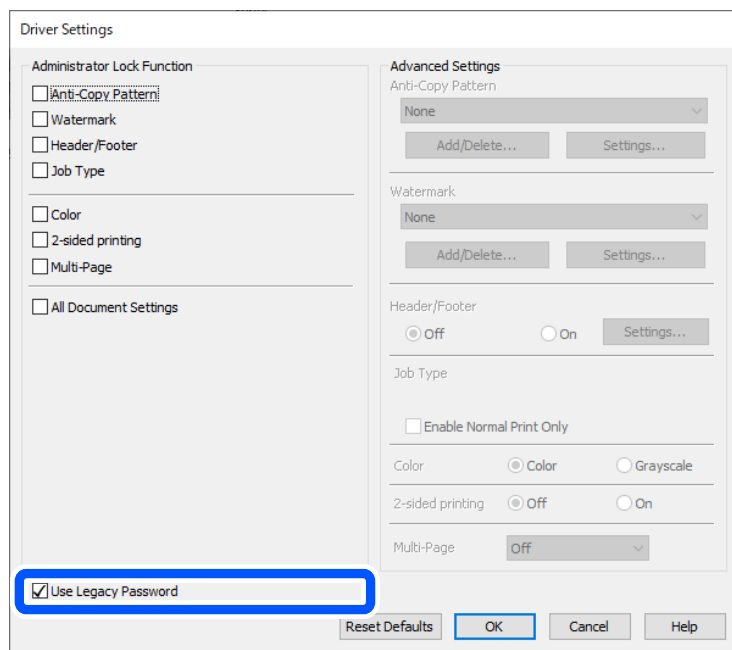 Driver Settings
Administrator Lock Function
Anti-Copy Pattern
Watermark
Header/Footer
Job Type
Color
2-sided printing
Multi-Page
All Document Settings
Use Legacy Password
Advanced Settings
Anti-Copy Pattern
None
Add/Delete... Settings...
Watermark
None
Add/Delete... Settings...
Header/Footer
Off On Settings...
Job Type
Enable Normal Print Only
Color Color Grayscale
2-sided printing Off On
Multi-Page Off
Reset Defaults OK Cancel Help